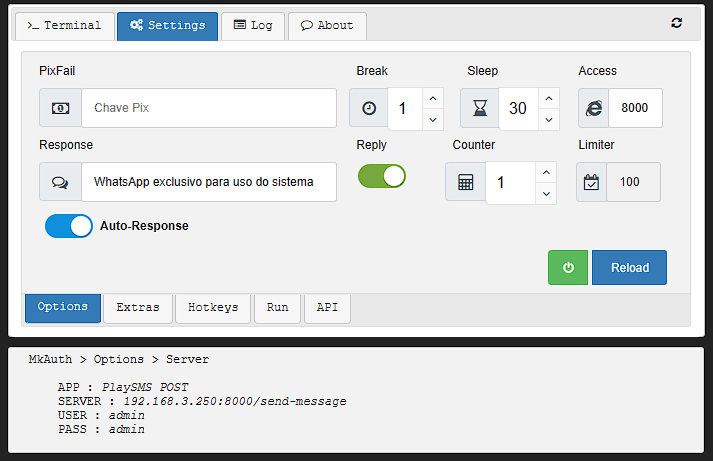 >_ Terminal Settings Log About
PixFail Break Sleep Access
Chave Pix 1 30 8000
Response Reply Counter Limiter
WhatsApp exclusivo para uso do sistema 1 100
Auto-Response
Reload
Options Extras Hotkeys Run API
MkAuth > Options > Server
APP : PlaySMS POST
SERVER : 192.168.3.250:8000/send-message
USER : admin
PASS : admin